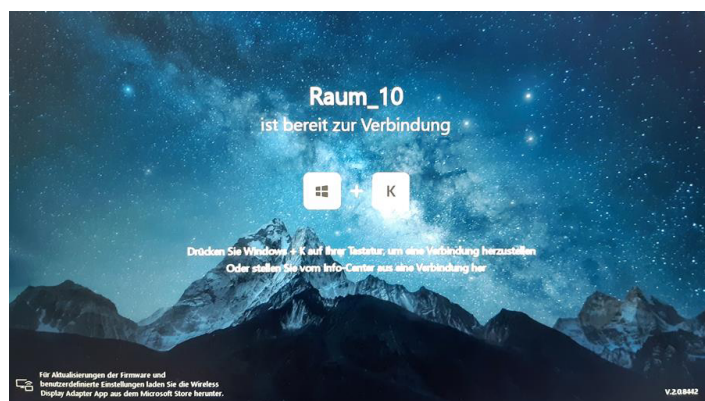 Raum_10
ist bereit zur Verbindung
+ K
Drücken Sie Windows + K auf Ihrer Tastatur, um eine Verbindung herzustellen
Oder stellen Sie vom Info-Center aus eine Verbindung her
Für Aktualisierungen der Firmware und
benutzerdefinierte Einstellungen laden Sie die Wireless
Display Adapter App aus dem Microsoft Store herunter.
V.2.0.8442